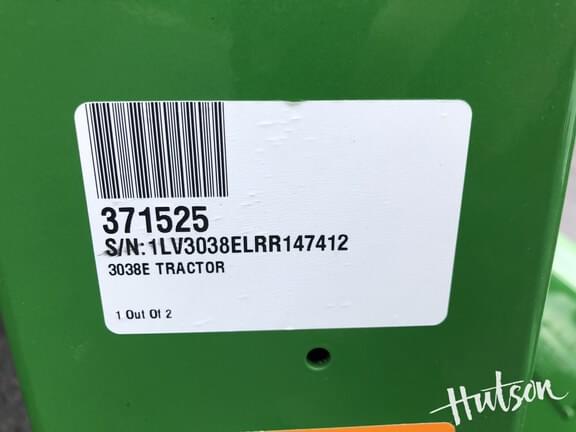 371525
S/N:1LV3038ELRR147412
3038E TRACTOR
1 Out Of 2
Hutson